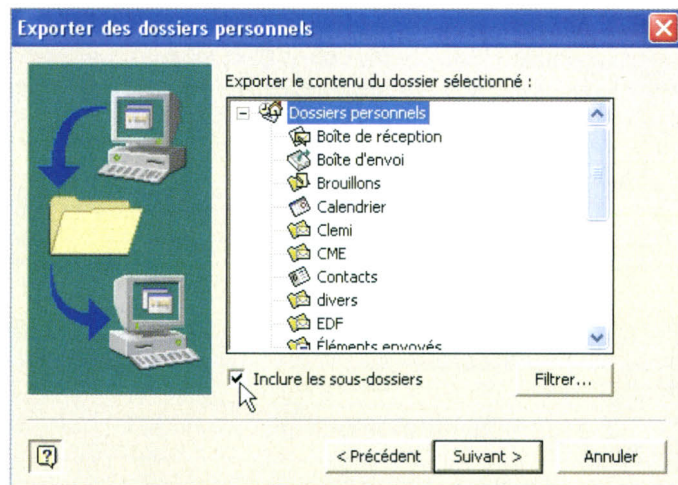 Exporter des dossiers personnels
Exporter le contenu du dossier sélectionné :
Dossiers personnels
Boîte de réception
Boîte d'envoi
Brouillons
Calendrier
Clemi
CME
Contacts
divers
EDF
Éléments envoyés
Inclure les sous-dossiers
Filtrer...
?
< Précédent
Suivant >
Annuler